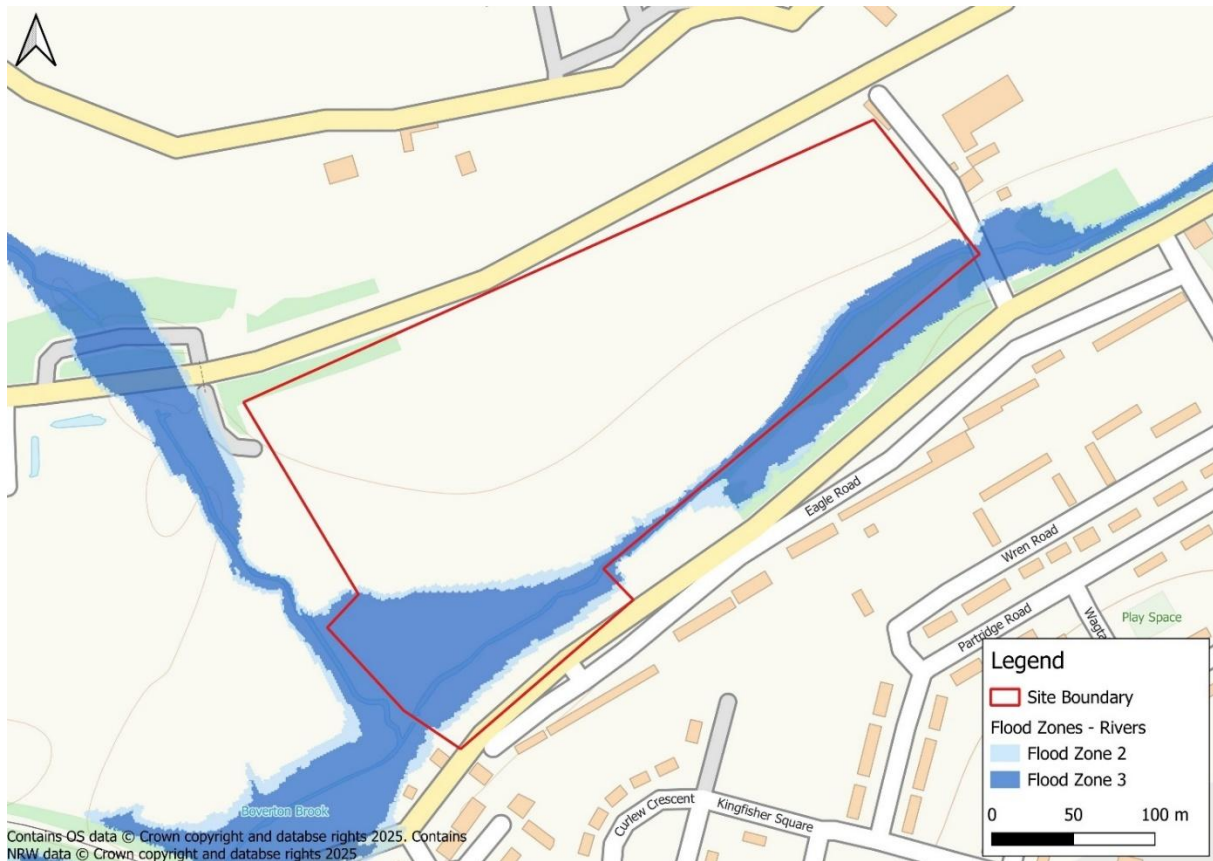 Eagle Road
Wren Road
Partridge Road
Play Space
Wagta
Curlew Crescent
Kingfisher Square
Boverton Brook
Legend
Site Boundary
Flood Zones - Rivers
Flood Zone 2
Flood Zone 3
0 50 100 m
Contains OS data © Crown copyright and databse rights 2025. Contains
NRW data © Crown copyright and databse rights 2025